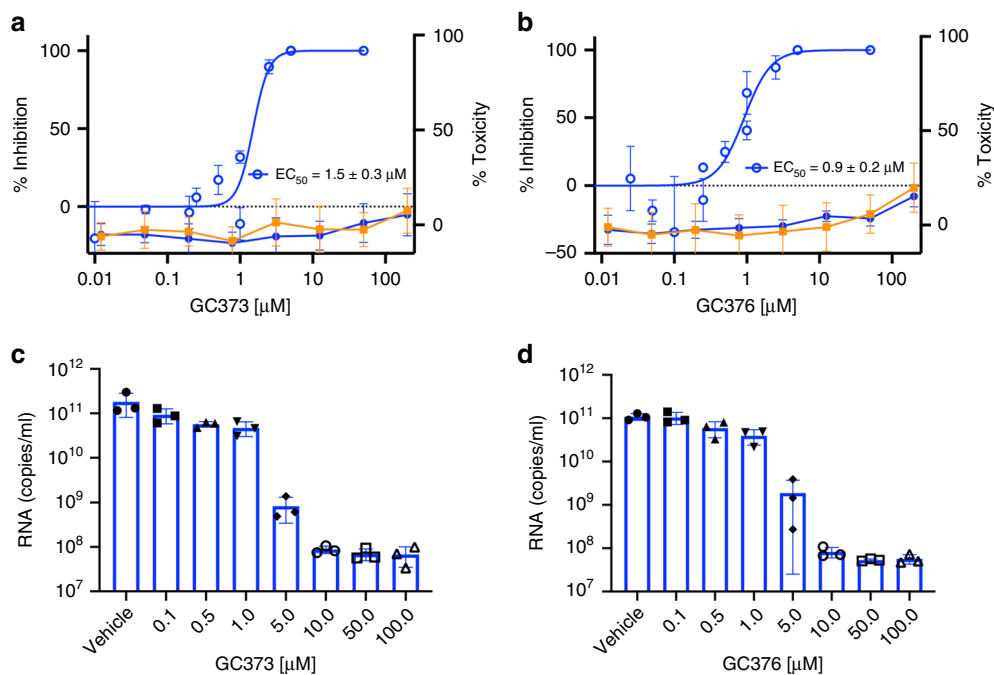 a
100
50
0
% Inhibition
100
50
0
% Toxicity
EC50 = 1.5 ± 0.3 μM
0.01
0.1
1
10
100
GC373 [μM]
b
100
50
0
−50
% Inhibition
100
50
0
% Toxicity
EC50 = 0.9 ± 0.2 μM
0.01
0.1
1
10
100
GC376 [μM]
c
10^12
10^11
10^10
10^9
10^8
10^7
RNA (copies/ml)
Vehicle
0.1
0.5
1.0
5.0
10.0
50.0
100.0
GC373 [μM]
d
10^12
10^11
10^10
10^9
10^8
10^7
RNA (copies/ml)
Vehicle
0.1
0.5
1.0
5.0
10.0
50.0
100.0
GC376 [μM]